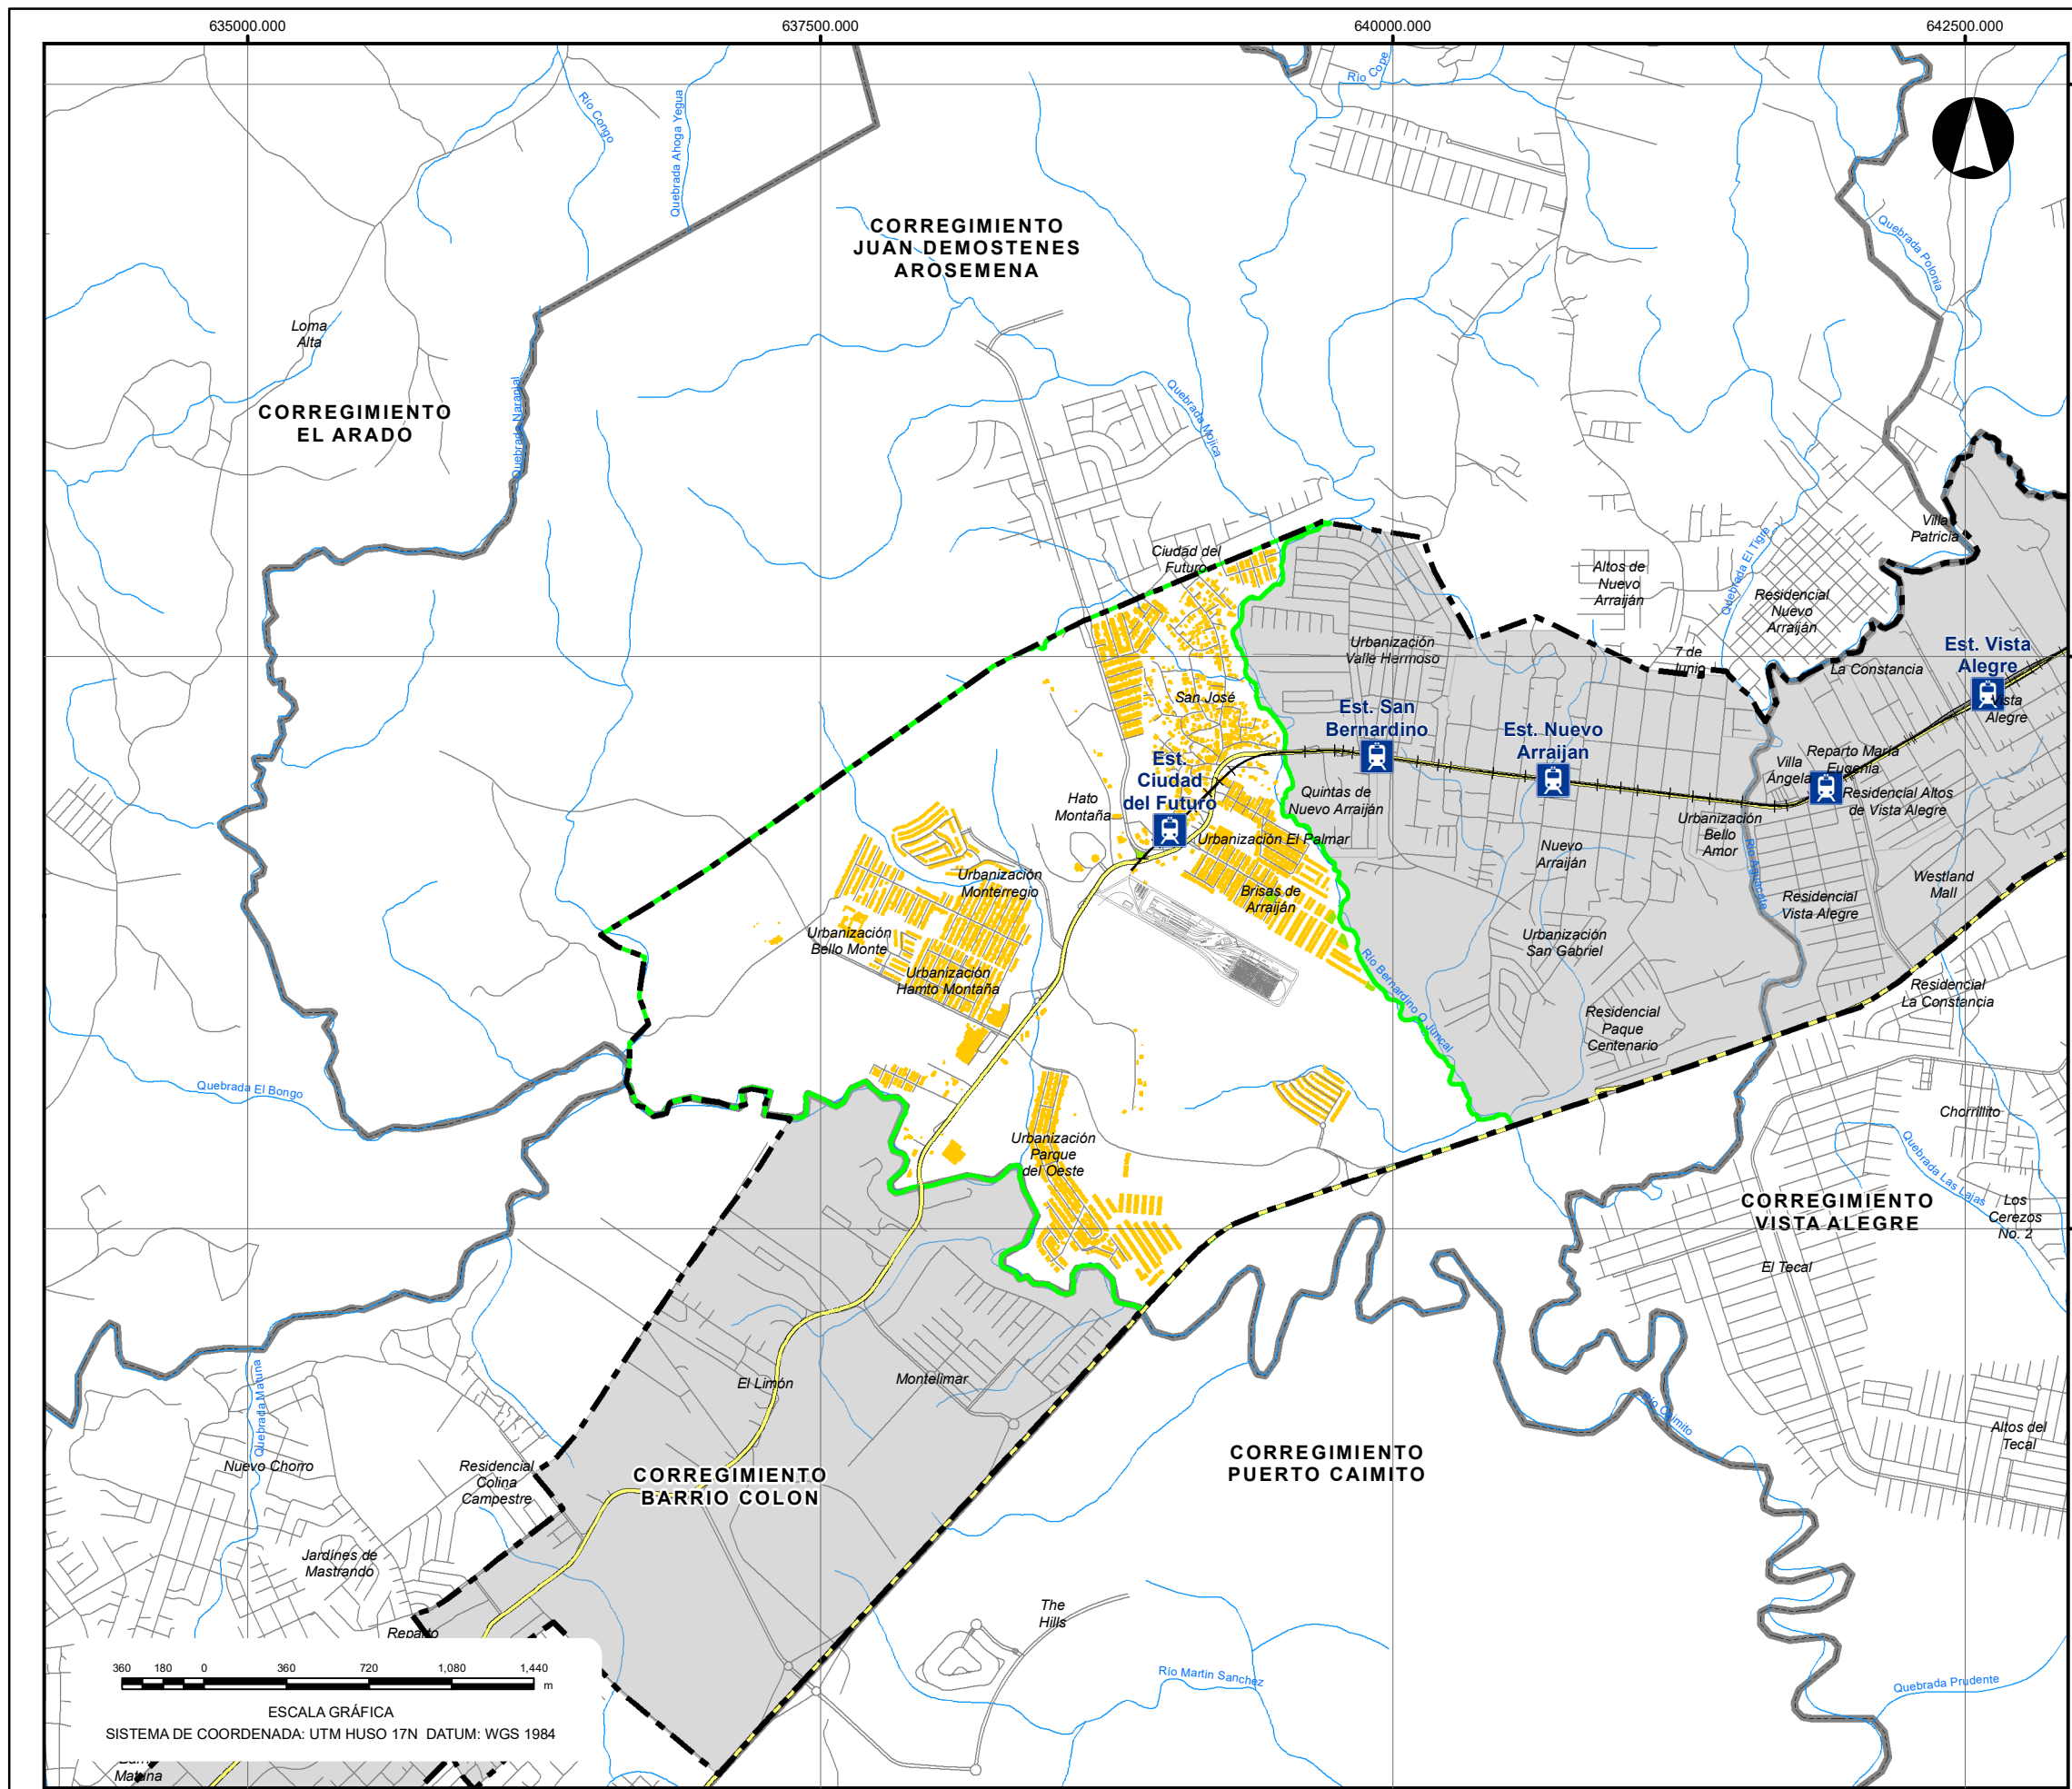 635000.000
637500.000
640000.000
642500.000
Río Congo
Quebrada Ahoga Yegua
Río Cope
Quebrada Polonia
CORREGIMIENTO
JUAN DEMOSTENES
AROSEMENA
Loma
Alta
CORREGIMIENTO
EL ARADO
Quebrada Naranjal
Quebrada Mojica
Villa
Patricia
Ciudad del
Futuro
Altos de
Nuevo
Arraiján
Quebrada El Tigre
Residencial
Nuevo
Arraiján
Urbanización
Valle Hermoso
7 de
Junio
La Constancia
Est. Vista
Alegre
Vista
Alegre
San José
Est. San
Bernardino
Est. Nuevo
Arraijan
Reparto María
Eugenia
Villa
Ángela
Est.
Ciudad
del Futuro
Hato
Montaña
Quintas de
Nuevo Arraiján
Residencial Altos
de Vista Alegre
Urbanización El Palmar
Urbanización
Bello
Amor
Nuevo
Arraiján
Río Aguacate
Urbanización
Monterregio
Brisas de
Arraiján
Westland
Mall
Residencial
Vista Alegre
Urbanización
Bello Monte
Urbanización
San Gabriel
Urbanización
Hamto Montaña
Río Bernardino O Juncal
Residencial
La Constancia
Residencial
Paque
Centenario
Quebrada El Bongo
Chorrillito
Urbanización
Parque
del Oeste
Quebrada Las Lajas
CORREGIMIENTO
VISTA ALEGRE
Los
Cerezos
No. 2
El Tecal
Quebrada Matuna
El Limón
Montelimar
Río Caimito
Altos del
Tecal
Nuevo Chorro
Residencial
Colina
Campestre
CORREGIMIENTO
BARRIO COLON
CORREGIMIENTO
PUERTO CAIMITO
Jardínes de
Mastrando
The
Hills
Reparto
Río Martin Sanchez
Quebrada Prudente
360 180 0 360 720 1,080 1,440
m
ESCALA GRÁFICA
SISTEMA DE COORDENADA: UTM HUSO 17N DATUM: WGS 1984
Matuna